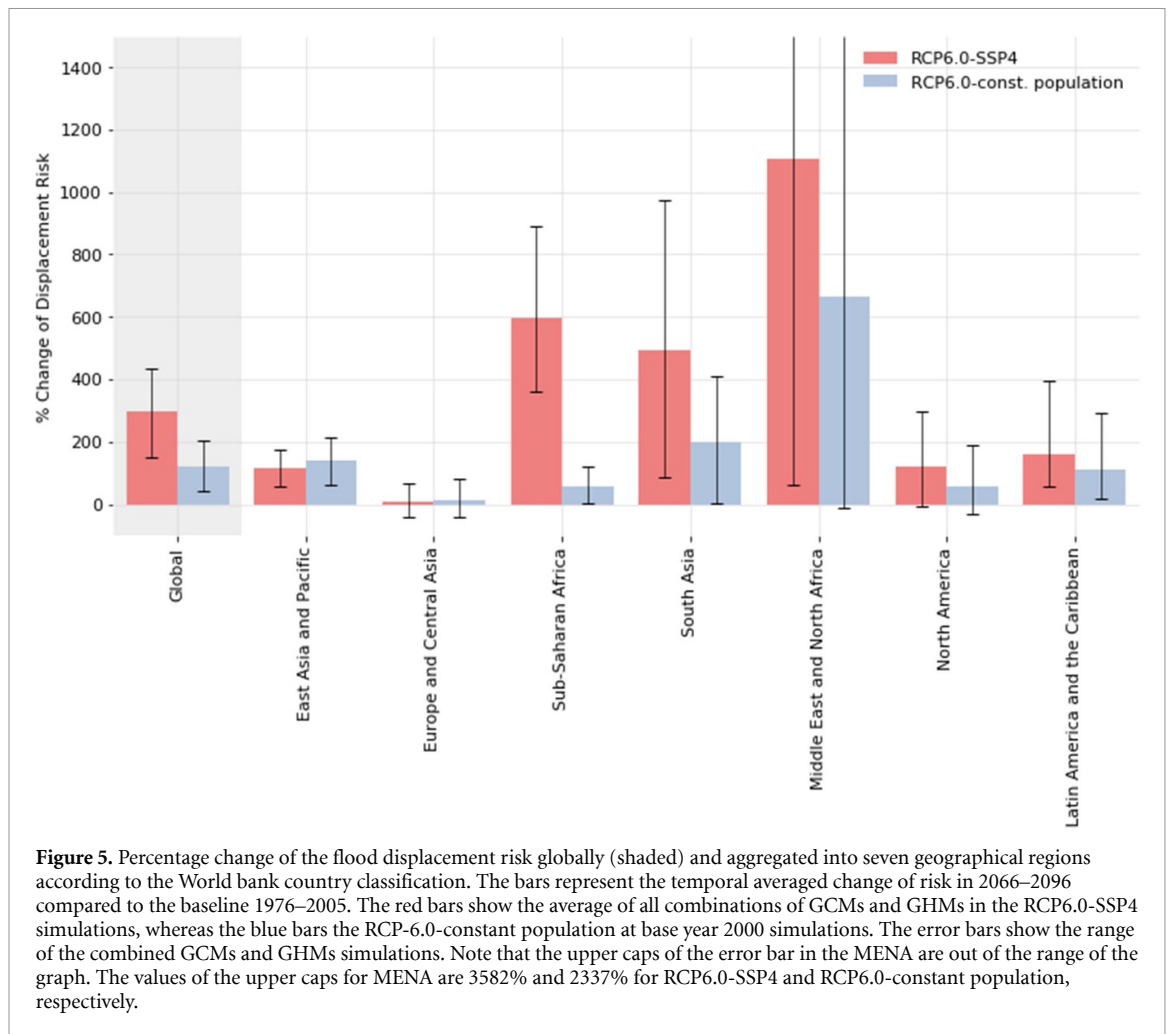 RCP6.0-SSP4
RCP6.0-const. population
% Change of Displacement Risk
1400
1200
1000
800
600
400
200
0
Global
East Asia and Pacific
Europe and Central Asia
Sub-Saharan Africa
South Asia
Middle East and North Africa
North America
Latin America and the Caribbean
Figure 5. Percentage change of the flood displacement risk globally (shaded) and aggregated into seven geographical regions
according to the World bank country classification. The bars represent the temporal averaged change of risk in 2066–2096
compared to the baseline 1976–2005. The red bars show the average of all combinations of GCMs and GHMs in the RCP6.0-SSP4
simulations, whereas the blue bars the RCP-6.0-constant population at base year 2000 simulations. The error bars show the range
of the combined GCMs and GHMs simulations. Note that the upper caps of the error bar in the MENA are out of the range of the
graph. The values of the upper caps for MENA are 3582% and 2337% for RCP6.0-SSP4 and RCP6.0-constant population,
respectively.